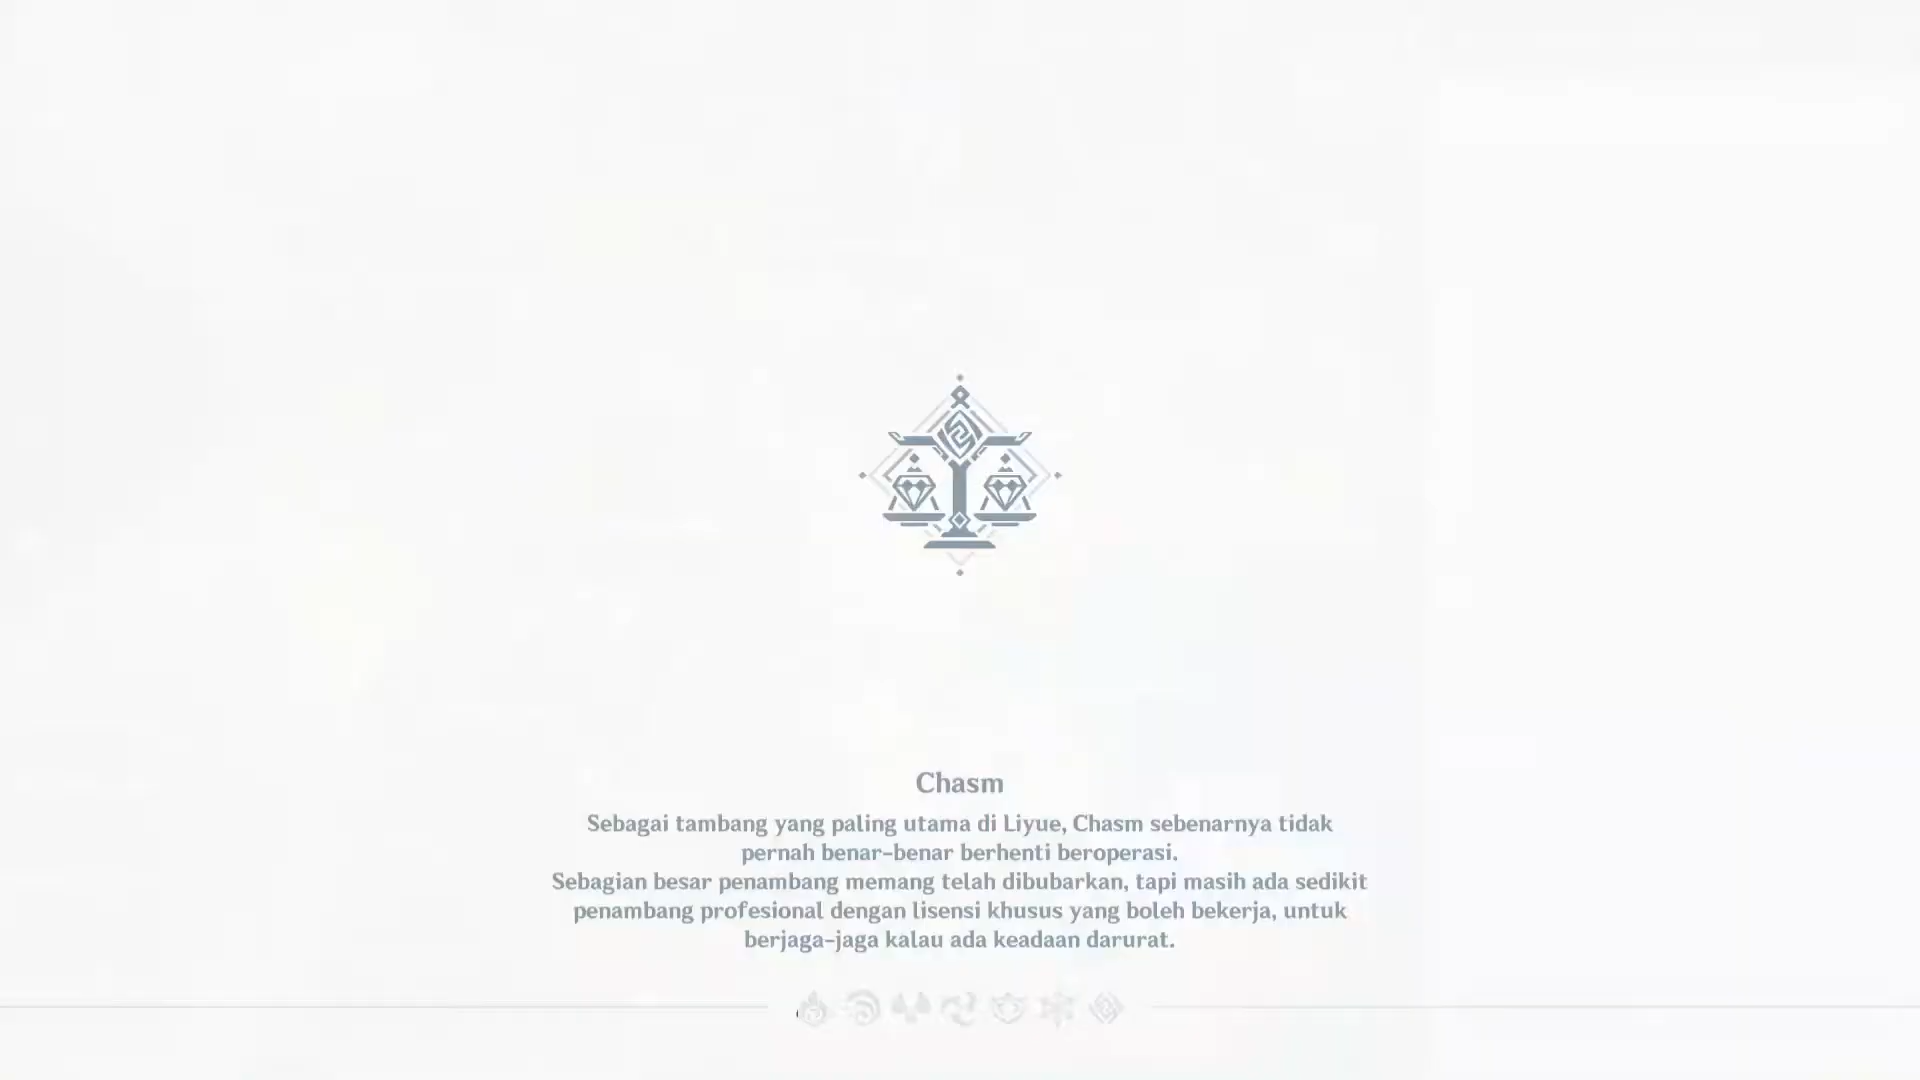 Chasm
Sebagai tambang yang paling utama di Liyue, Chasm sebenarnya tidak
pernah benar-benar berhenti beroperasi.
Sebagian besar penambang memang telah dibubarkan, tapi masih ada sedikit
penambang profesional dengan lisensi khusus yang boleh bekerja, untuk
berjaga-jaga kalau ada keadaan darurat.